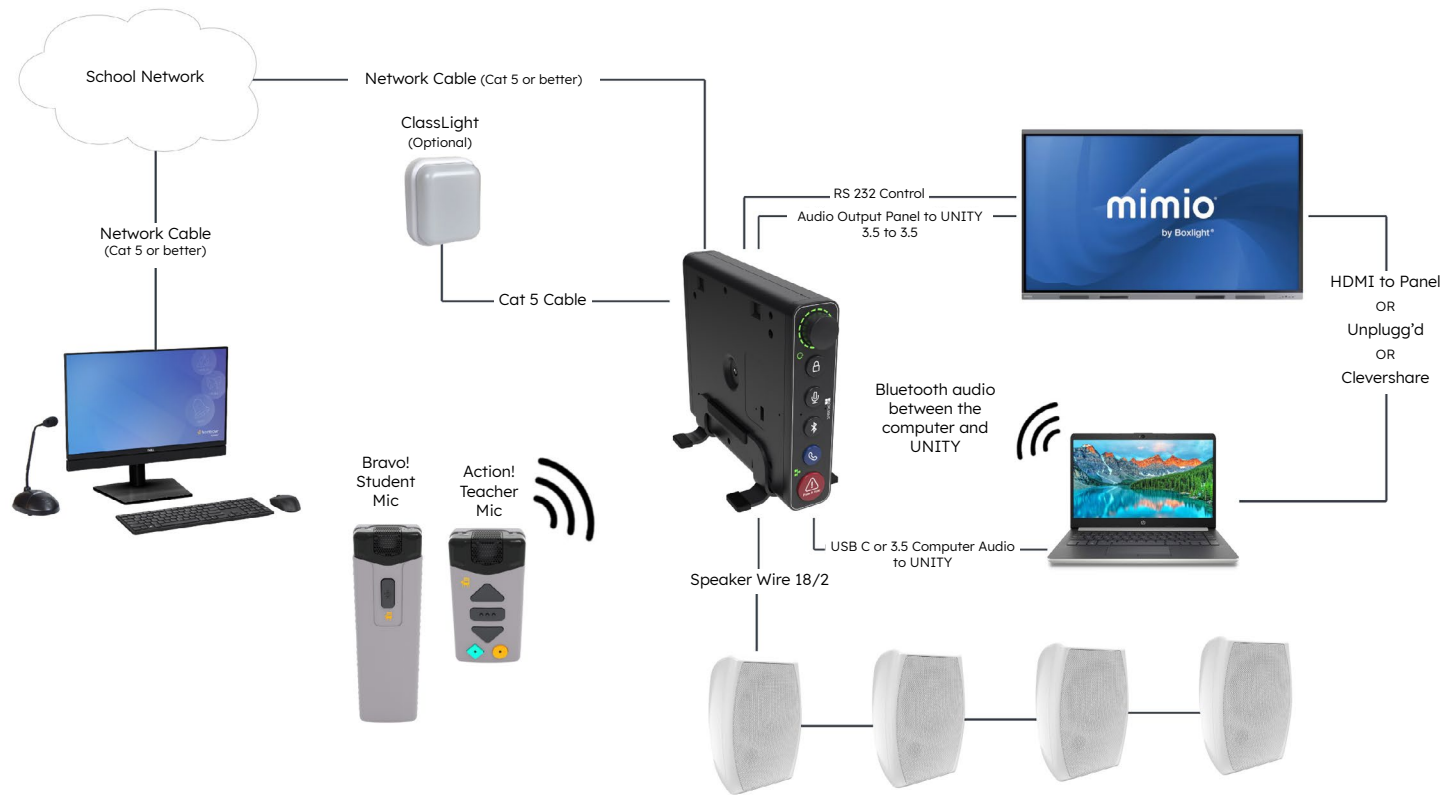 School Network
Network Cable (Cat 5 or better)
ClassLight
(Optional)
RS 232 Control
Audio Output Panel to UNITY
3.5 to 3.5
mimio
by Boxlight®
Network Cable
(Cat 5 or better)
Cat 5 Cable
HDMI to Panel
OR
Unplugg’d
OR
Clevershare
Bluetooth audio
between the
computer and
UNITY
Bravo!
Student
Mic
Action!
Teacher
Mic
USB C or 3.5 Computer Audio
to UNITY
Speaker Wire 18/2